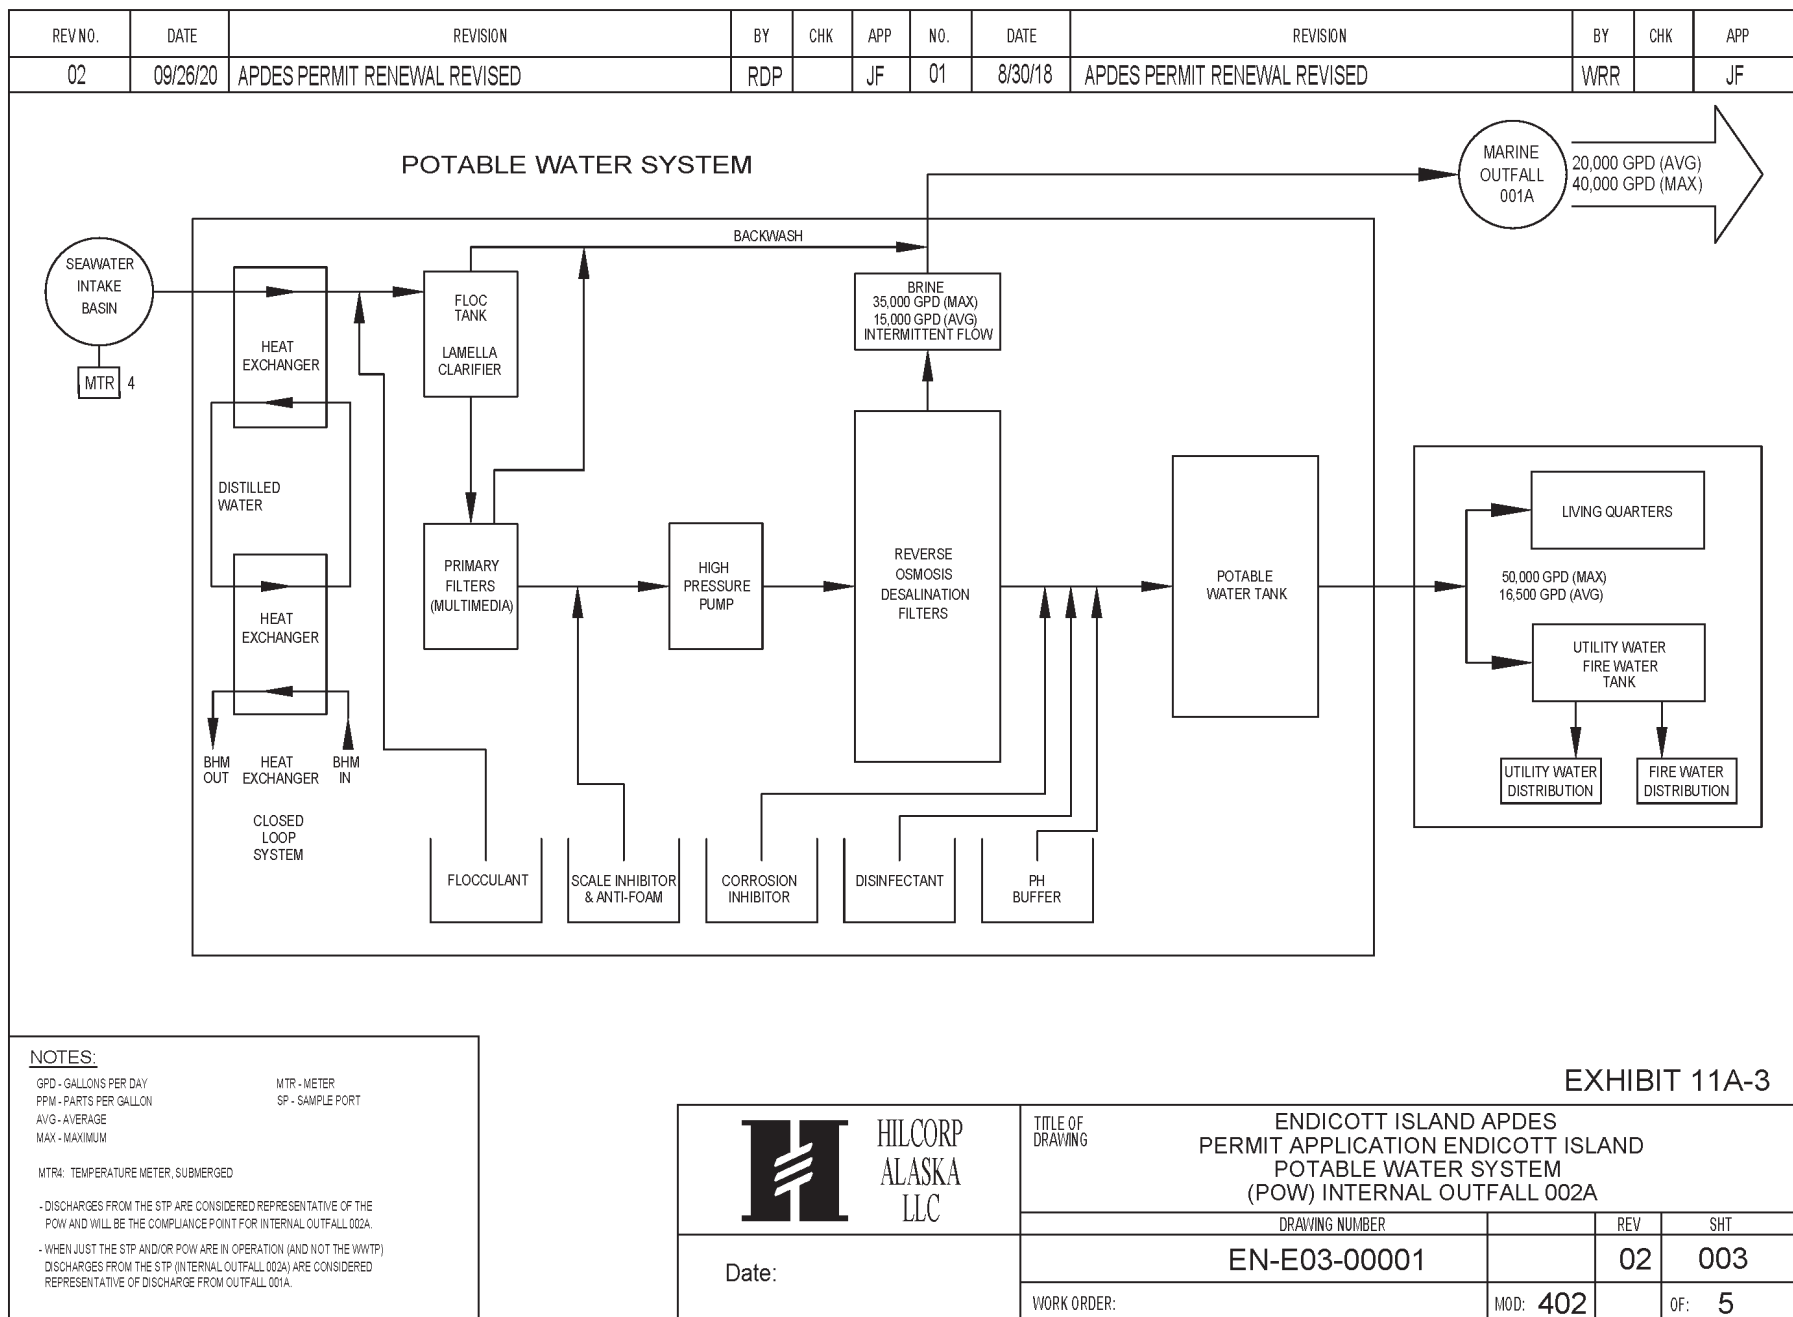 REV NO. DATE REVISION BY CHK APP NO. DATE REVISION BY CHK APP
02 09/26/20 APDES PERMIT RENEWAL REVISED RDP JF 01 8/30/18 APDES PERMIT RENEWAL REVISED WRR JF
POTABLE WATER SYSTEM
MARINE
OUTFALL
001A
20,000 GPD (AVG)
40,000 GPD (MAX)
SEAWATER
INTAKE
BASIN
MTR 4
HEAT
EXCHANGER
DISTILLED
WATER
HEAT
EXCHANGER
BHM
OUT
HEAT
EXCHANGER
BHM
IN
CLOSED
LOOP
SYSTEM
BACKWASH
FLOC
TANK
LAMELLA
CLARIFIER
BRINE
35,000 GPD (MAX)
15,000 GPD (AVG)
INTERMITTENT FLOW
PRIMARY
FILTERS
(MULTIMEDIA)
HIGH
PRESSURE
PUMP
REVERSE
OSMOSIS
DESALINATION
FILTERS
POTABLE
WATER TANK
LIVING QUARTERS
50,000 GPD (MAX)
16,500 GPD (AVG)
UTILITY WATER
FIRE WATER
TANK
UTILITY WATER
DISTRIBUTION
FIRE WATER
DISTRIBUTION
FLOCCULANT
SCALE INHIBITOR
& ANTI-FOAM
CORROSION
INHIBITOR
DISINFECTANT
PH
BUFFER
NOTES:
GPD - GALLONS PER DAY
PPM - PARTS PER GALLON
AVG - AVERAGE
MAX - MAXIMUM
MTR - METER
SP - SAMPLE PORT
MTR4: TEMPERATURE METER, SUBMERGED
- DISCHARGES FROM THE STP ARE CONSIDERED REPRESENTATIVE OF THE
POW AND WILL BE THE COMPLIANCE POINT FOR INTERNAL OUTFALL 002A.
- WHEN JUST THE STP AND/OR POW ARE IN OPERATION (AND NOT THE WWTP)
DISCHARGES FROM THE STP (INTERNAL OUTFALL 002A) ARE CONSIDERED
REPRESENTATIVE OF DISCHARGE FROM OUTFALL 001A.
EXHIBIT 11A-3
HILCORP
ALASKA
LLC
Date:
TITLE OF
DRAWING
ENDICOTT ISLAND APDES
PERMIT APPLICATION ENDICOTT ISLAND
POTABLE WATER SYSTEM
(POW) INTERNAL OUTFALL 002A
DRAWING NUMBER REV SHT
EN-E03-00001 02 003
WORK ORDER: MOD: 402 OF: 5